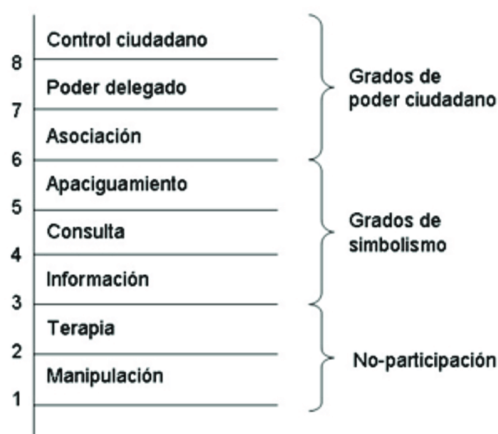 Control ciudadano
8
Poder delegado
7
Asociación
6
Apaciguamiento
5
Consulta
4
Información
3
Terapia
2
Manipulación
1
Grados de
poder ciudadano
Grados de
simbolismo
No-participación